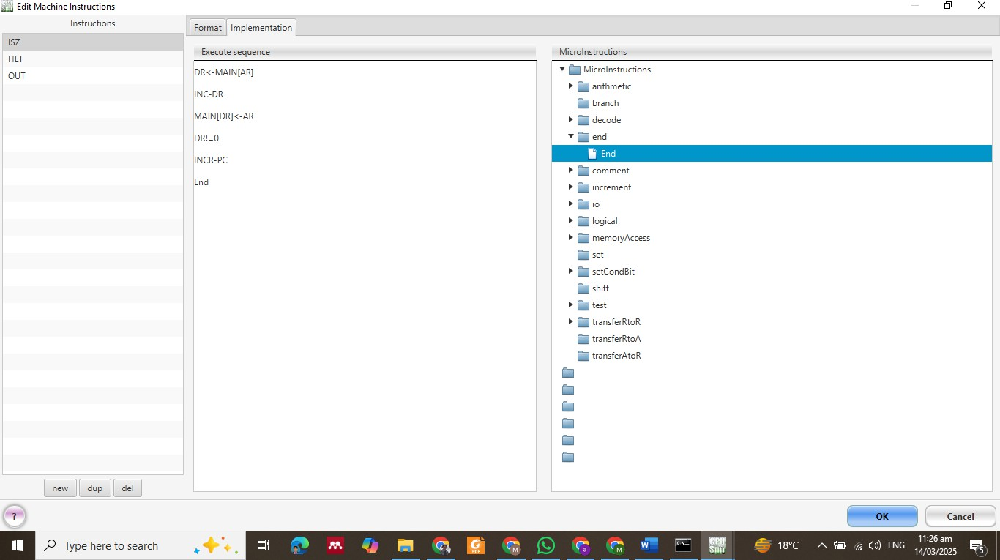 Edit Machine Instructions
Instructions
ISZ
HLT
OUT
new
dup
del
Format
Implementation
Execute sequence
DR<-MAIN[AR]
INC-DR
MAIN[DR]<-AR
DR!=0
INCR-PC
End
MicroInstructions
MicroInstructions
arithmetic
branch
decode
end
End
comment
increment
io
logical
memoryAccess
set
setCondBit
shift
test
transferRtoR
transferRtoA
transferAtoR
?
OK
Cancel
Type here to search
18°C
ENG
11:26 am
14/03/2025
5